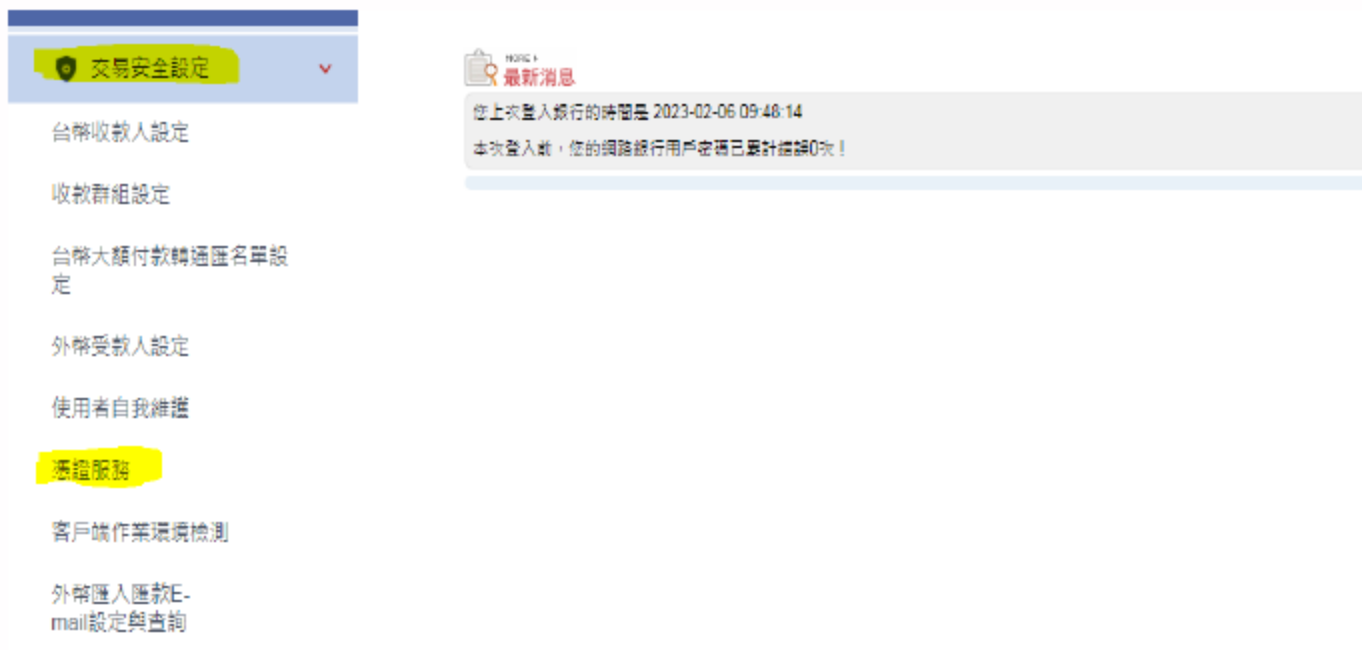 交易安全設定
台幣收款人設定
收款群組設定
台幣大額付款轉通匯名單設
定
外幣受款人設定
使用者自我維護
憑證服務
客戶端作業環境檢測
外幣匯入匯款E-
mail設定與查詢
MORE
最新消息
您上次登入銀行的時間是 2023-02-06 09:48:14
本次登入前，您的網路銀行用戶密碼已累計錯誤0次！